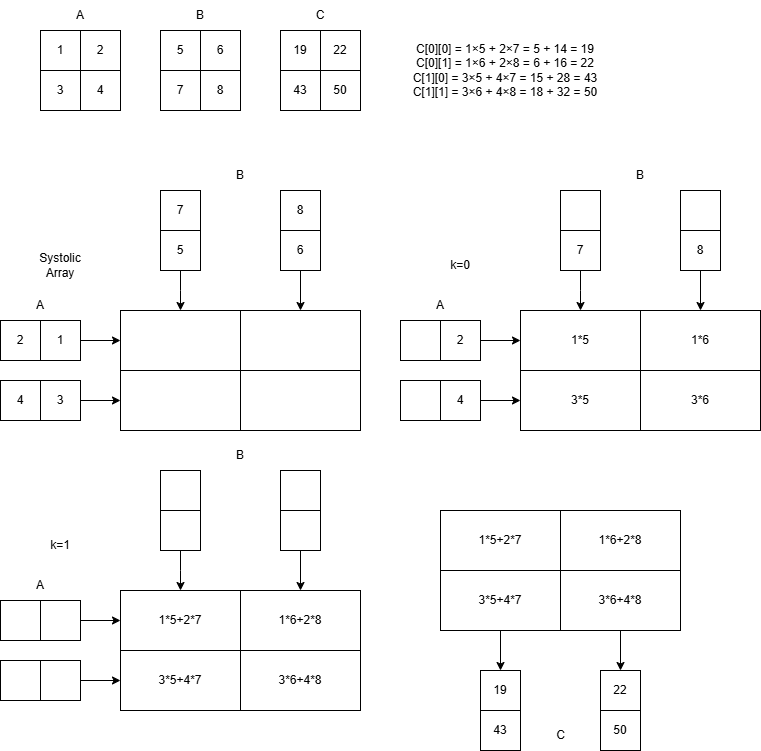 A B C
1 2 5 6 19 22
3 4 7 8 43 50
C[0][0] = 1×5 + 2×7 = 5 + 14 = 19
C[0][1] = 1×6 + 2×8 = 6 + 16 = 22
C[1][0] = 3×5 + 4×7 = 15 + 28 = 43
C[1][1] = 3×6 + 4×8 = 18 + 32 = 50
B
7 8
5 6
Systolic
Array
A
2 1
4 3
B
7 8
k=0
A
2 1*5 1*6
4 3*5 3*6
B
k=1
A
1*5+2*7 1*6+2*8
3*5+4*7 3*6+4*8
1*5+2*7 1*6+2*8
3*5+4*7 3*6+4*8
19 22
43 50
C